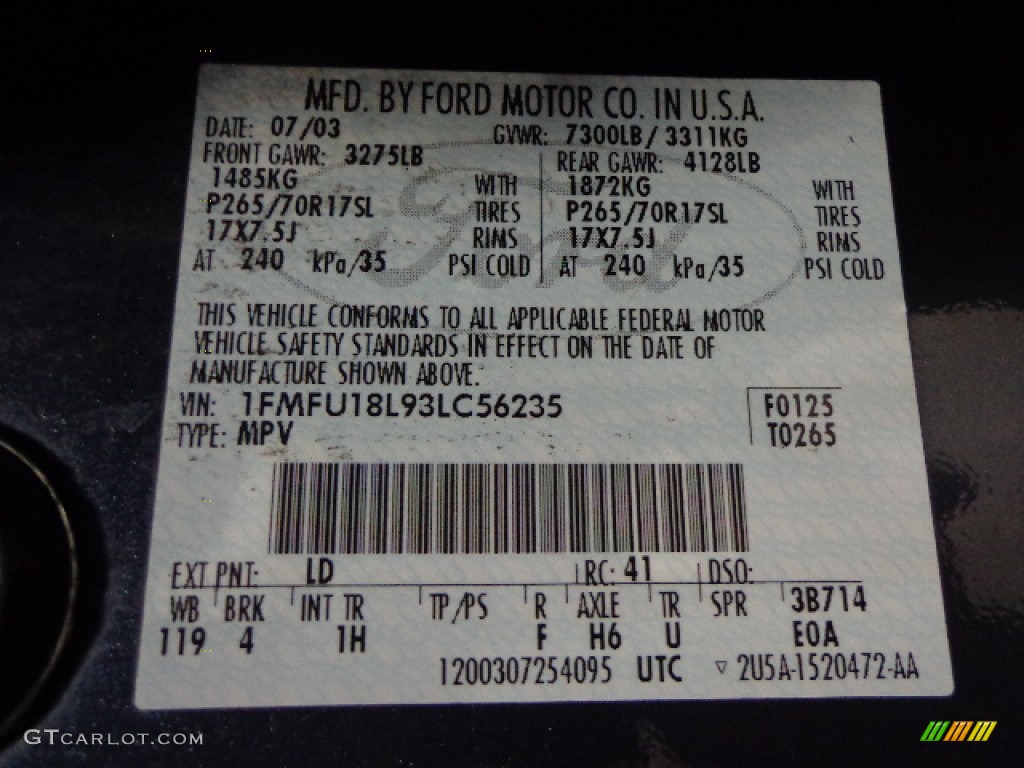 MFD. BY FORD MOTOR CO. IN U.S.A.
DATE: 07/03 GVWR: 7300LB/ 3311KG
FRONT GAWR: 3275LB REAR GAWR: 4128LB
1485KG WITH 1872KG WITH
P265/70R17SL TIRES P265/70R17SL TIRES
17X7.5J RIMS 17X7.5J RIMS
AT 240 kPa/35 PSI COLD AT 240 kPa/35 PSI COLD
Ford
THIS VEHICLE CONFORMS TO ALL APPLICABLE FEDERAL MOTOR
VEHICLE SAFETY STANDARDS IN EFFECT ON THE DATE OF
MANUFACTURE SHOWN ABOVE.
VIN: 1FMFU18L93LC56235 F0125
TYPE: MPV T0265
EXT PNT: LD RC: 41 DSO:
WB BRK INT TR TP/PS R AXLE TR SPR 3B714
119 4 1H F H6 U E0A
1200307254095 UTC ▽ 2U5A-1520472-AA
GTCARLOT.COM